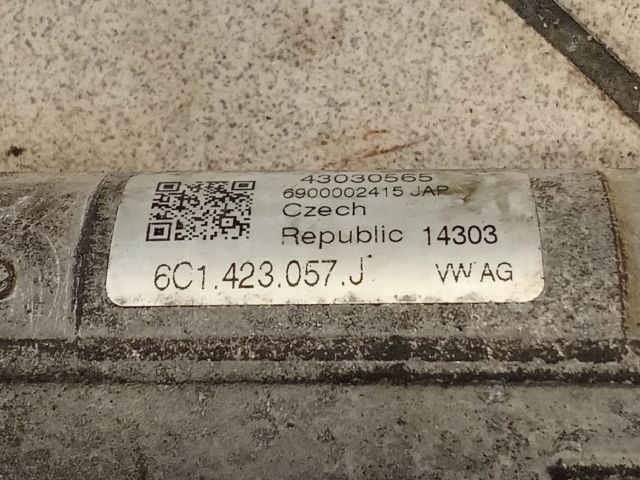 43030565
6900002415 JAP
Czech
Republic 14303
6C1.423.057.J VW AG